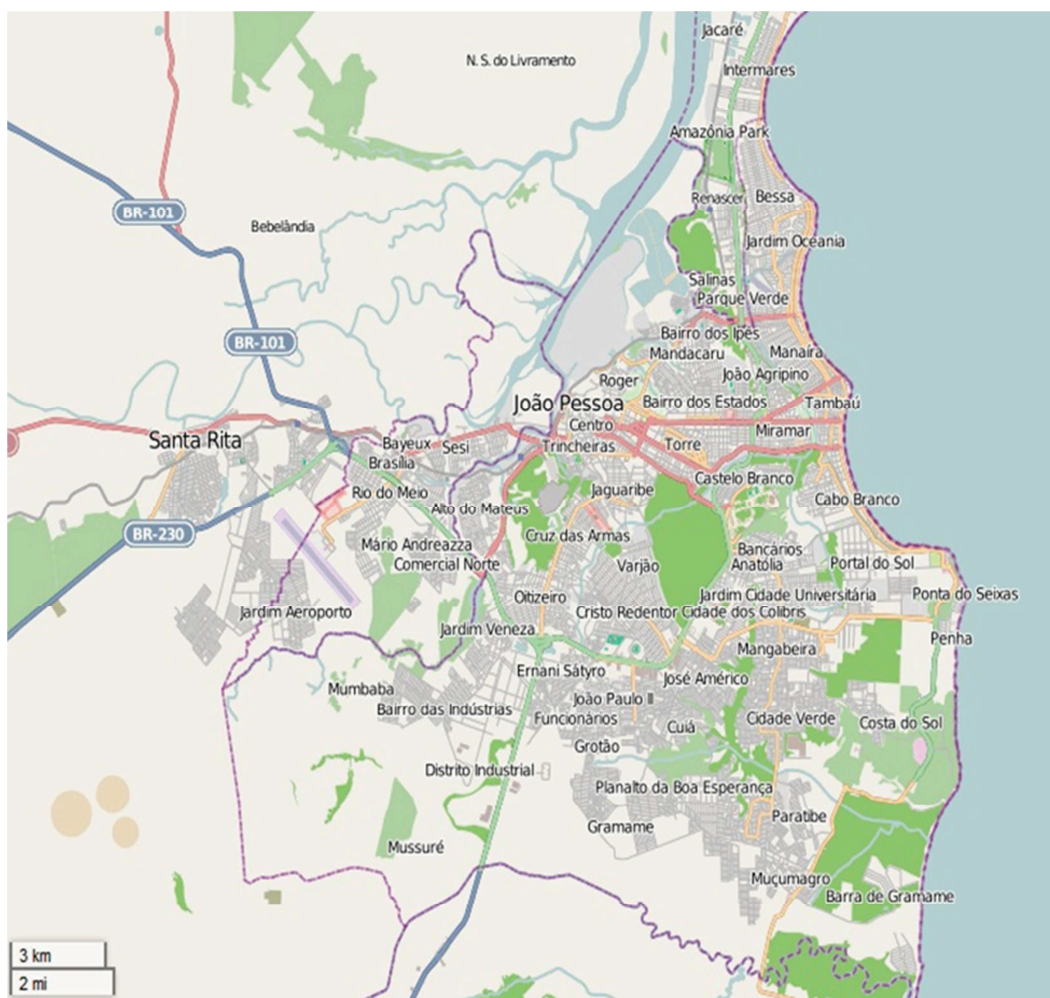 Jacaré
N. S. do Livramento
Intermares
Amazônia Park
Renascer
Bessa
BR-101
Bebelândia
Jardim Oceania
Salinas
Parque Verde
Bairro dos Ipês
BR-101
Mandacaru
Manaíra
Roger
João Agripino
João Pessoa
Bairro dos Estados
Tambaú
Centro
Miramar
Santa Rita
Bayeux
Sesi
Trincheiras
Torre
Brasília
Castelo Branco
Rio do Meio
Jaguaribe
Cabo Branco
Alto do Mateus
BR-230
Cruz das Armas
Mário Andreazza
Bancários
Comercial Norte
Varjão
Anatólia
Portal do Sol
Oitizeiro
Jardim Cidade Universitária
Ponta do Seixas
Jardim Aeroporto
Cristo Redentor
Cidade dos Colibris
Jardim Veneza
Penha
Mangabeira
Ernani Sátyro
José Américo
Mumbaba
João Paulo II
Bairro das Indústrias
Funcionários
Cuiá
Cidade Verde
Costa do Sol
Grotão
Distrito Industrial
Planalto da Boa Esperança
Paratibe
Gramame
Mussuré
Muçumagro
Barra de Gramame
3 km
2 mi